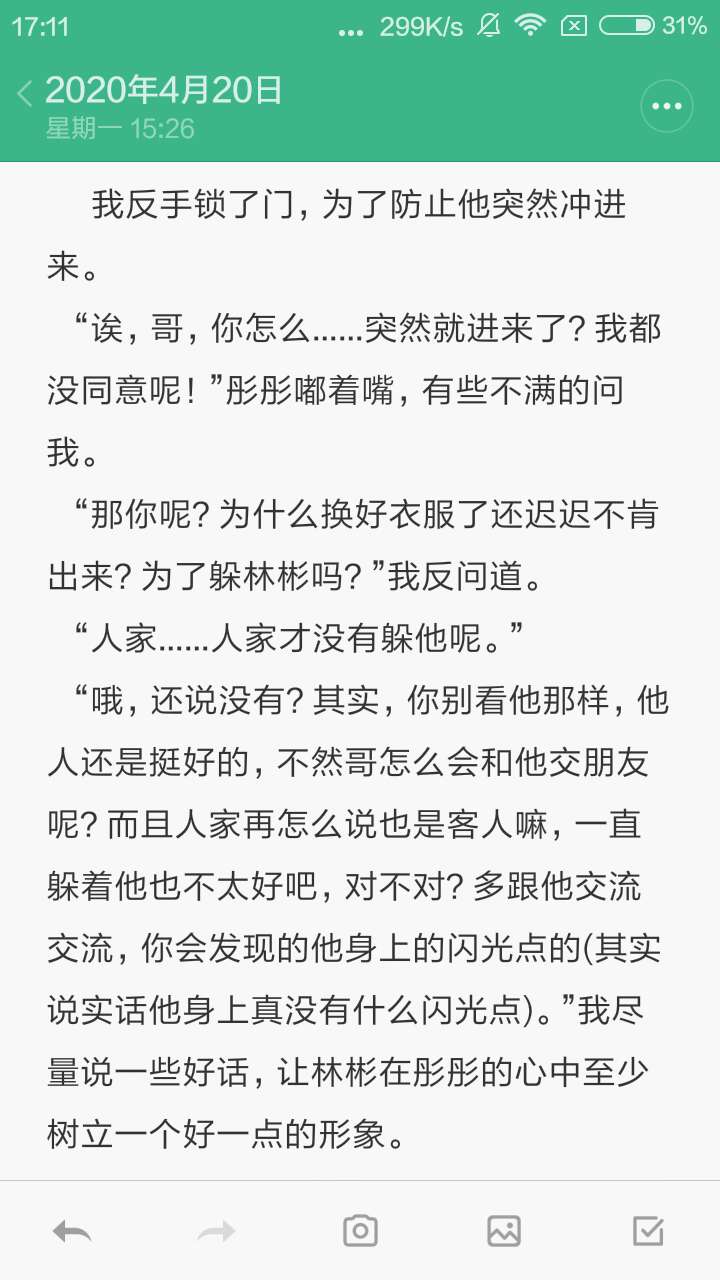 17:11 ... 299K/s 31%
2020年4月20日
星期一 15:26
我反手锁了门，为了防止他突然冲进
来。
“诶，哥，你怎么......突然就进来了？我都
没同意呢！”彤彤嘟着嘴，有些不满的问
我。
“那你呢？为什么换好衣服了还迟迟不肯
出来？为了躲林彬吗？”我反问道。
“人家......人家才没有躲他呢。”
“哦，还说没有？其实，你别看他那样，他
人还是挺好的，不然哥怎么会和他交朋友
呢？而且人家再怎么说也是客人嘛，一直
躲着他也不太好吧，对不对？多跟他交流
交流，你会发现的他身上的闪光点的(其实
说实话他身上真没有什么闪光点)。”我尽
量说一些好话，让林彬在彤彤的心中至少
树立一个好一点的形象。